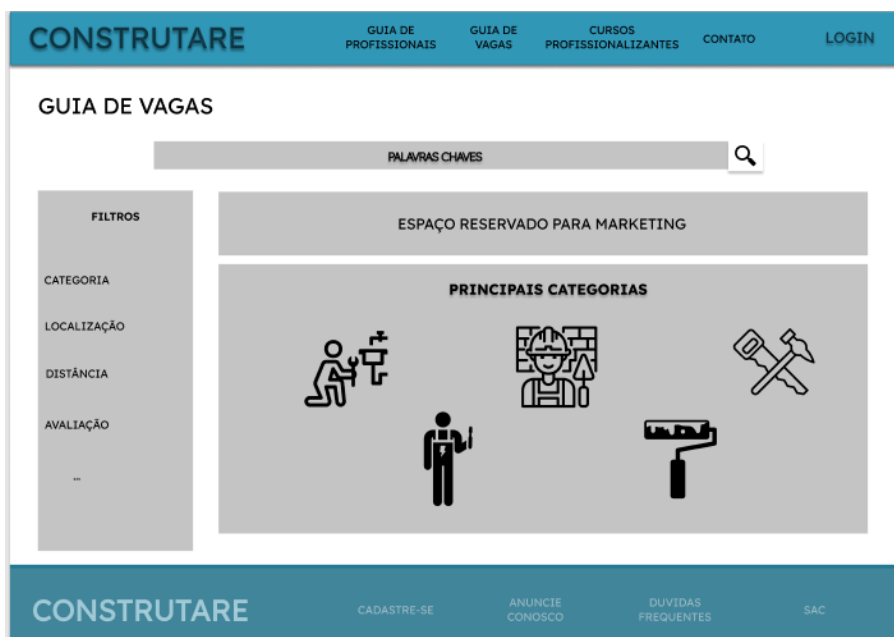 CONSTRUTARE
GUIA DE
PROFISSIONAIS
GUIA DE
VAGAS
CURSOS
PROFISSIONALIZANTES
CONTATO
LOGIN
GUIA DE VAGAS
PALAVRAS CHAVES
FILTROS
CATEGORIA
LOCALIZAÇÃO
DISTÂNCIA
AVALIAÇÃO
...
ESPAÇO RESERVADO PARA MARKETING
PRINCIPAIS CATEGORIAS
CONSTRUTARE
CADASTRE-SE
ANUNCIE
CONOSCO
DUVIDAS
FREQUENTES
SAC